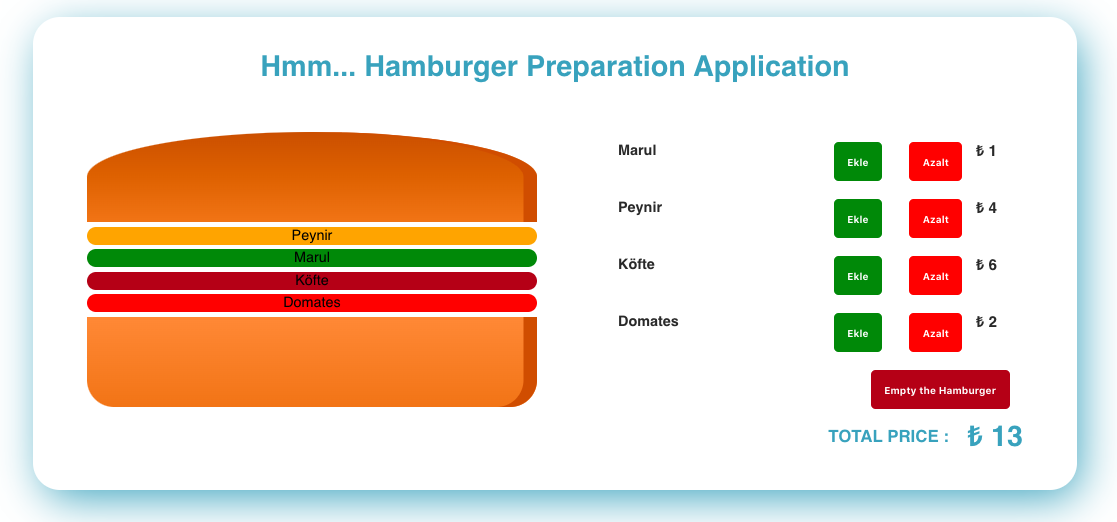 Hmm... Hamburger Preparation Application
Peynir
Marul
Köfte
Domates
Marul Ekle Azalt ₺ 1
Peynir Ekle Azalt ₺ 4
Köfte Ekle Azalt ₺ 6
Domates Ekle Azalt ₺ 2
Empty the Hamburger
TOTAL PRICE : ₺ 13